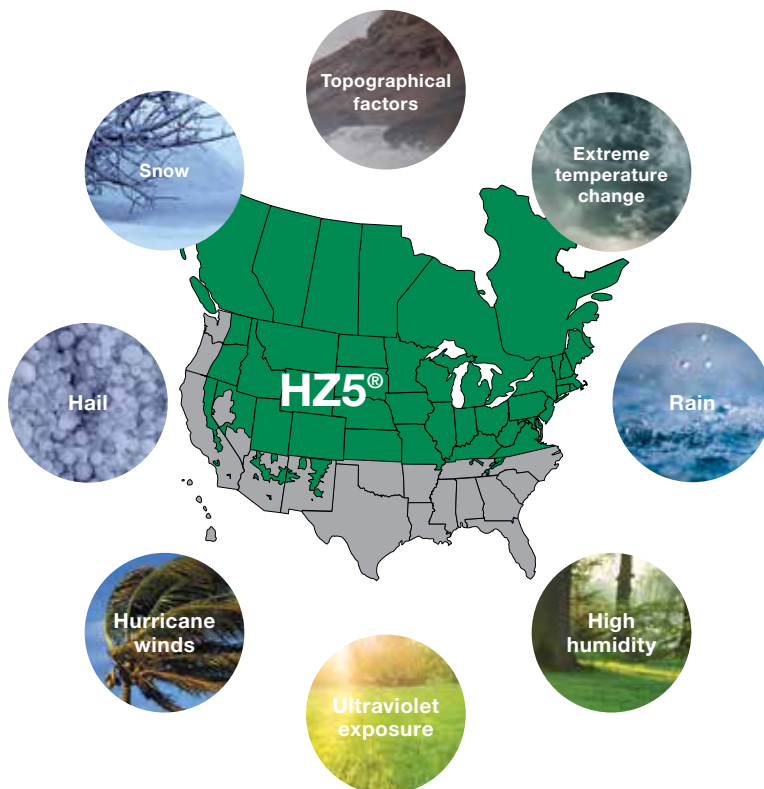 Topographical
factors
Snow
Extreme
temperature
change
Hail
HZ5®
Rain
Hurricane
winds
High
humidity
Ultraviolet
exposure